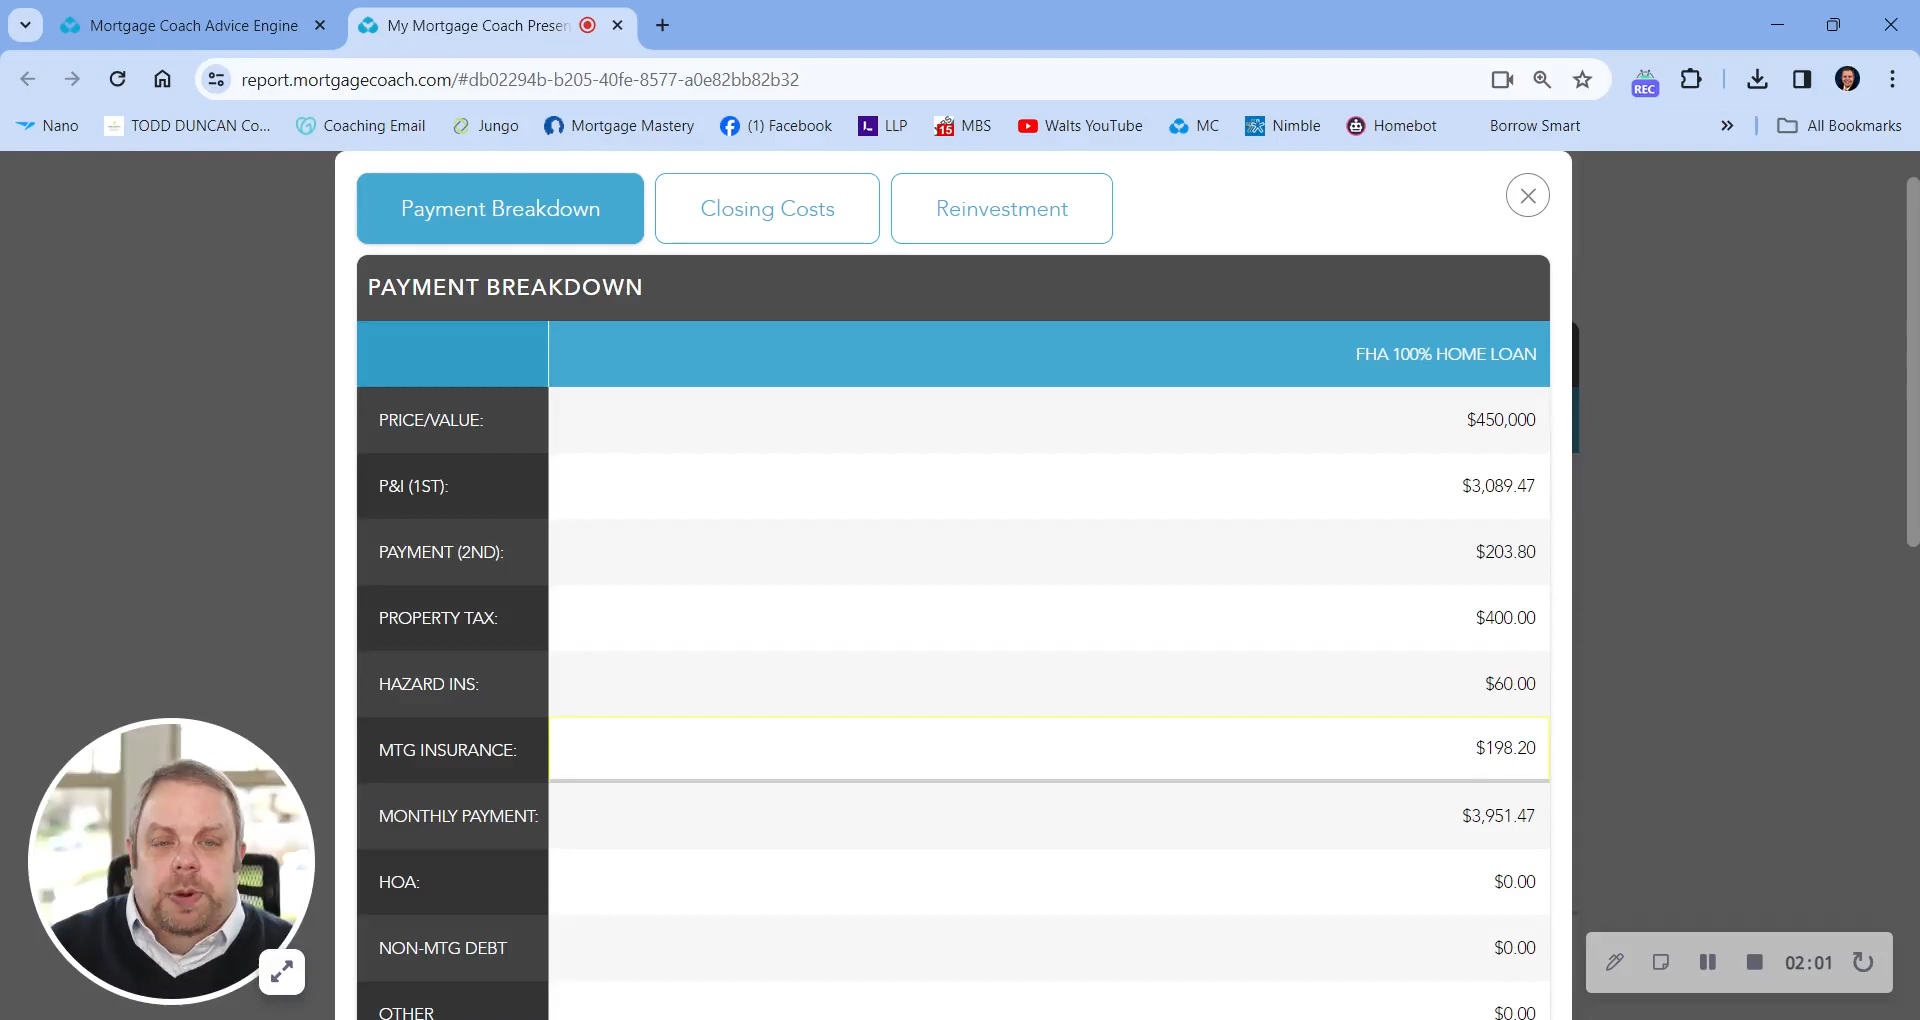 Mortgage Coach Advice Engine
My Mortgage Coach Presen
report.mortgagecoach.com/#db02294b-b205-40fe-8577-a0e82bb82b32
REC
Nano
TODD DUNCAN Co...
Coaching Email
Jungo
Mortgage Mastery
(1) Facebook
L LLP
15 MBS
Walts YouTube
MC
Nimble
Homebot
Borrow Smart
All Bookmarks
Payment Breakdown
Closing Costs
Reinvestment
PAYMENT BREAKDOWN
FHA 100% HOME LOAN
PRICE/VALUE: $450,000
P&I (1ST): $3,089.47
PAYMENT (2ND): $203.80
PROPERTY TAX: $400.00
HAZARD INS: $60.00
MTG INSURANCE: $198.20
MONTHLY PAYMENT: $3,951.47
HOA: $0.00
NON-MTG DEBT $0.00
OTHER $0.00
02:01